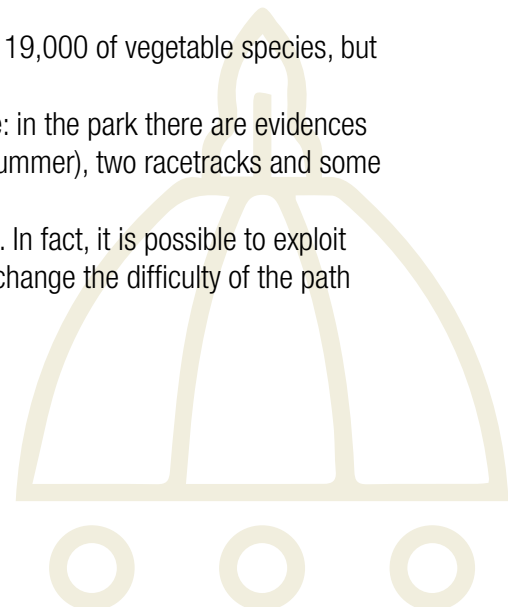 19,000 of vegetable species, but
: in the park there are evidences
ummer), two racetracks and some
. In fact, it is possible to exploit
change the difficulty of the path